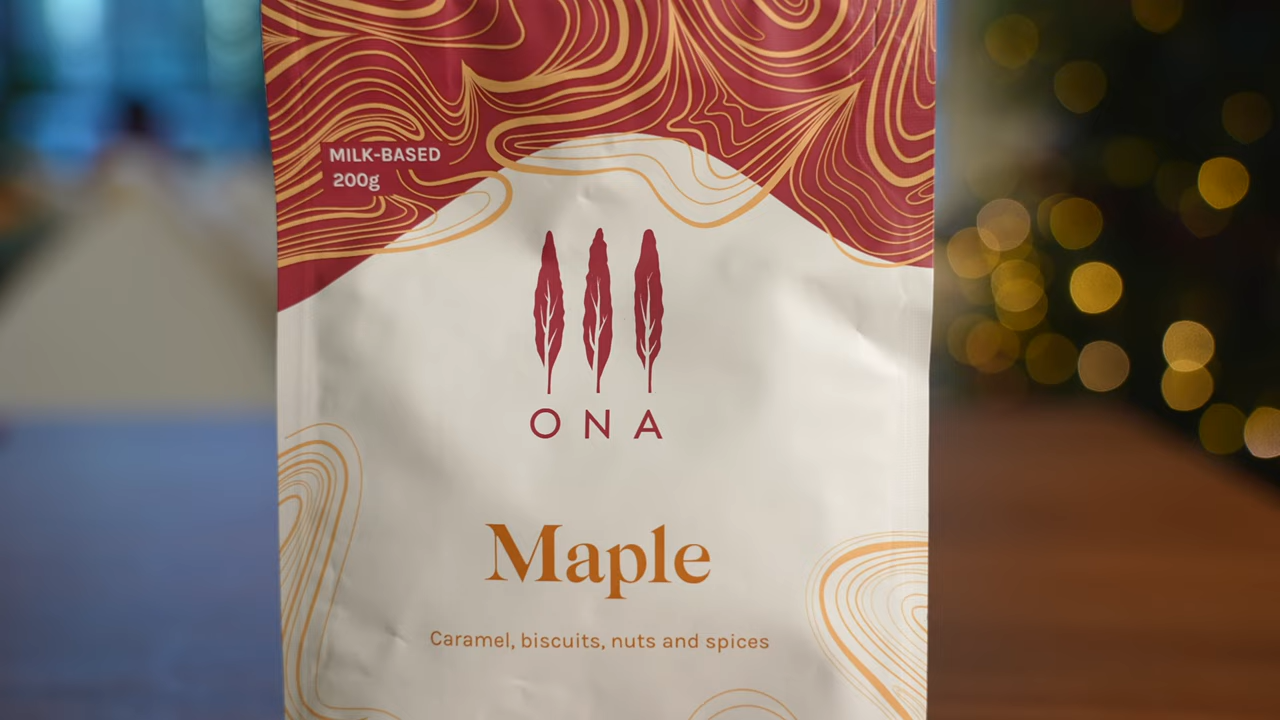 MILK-BASED
200g
ONA
Maple
Caramel, biscuits, nuts and spices